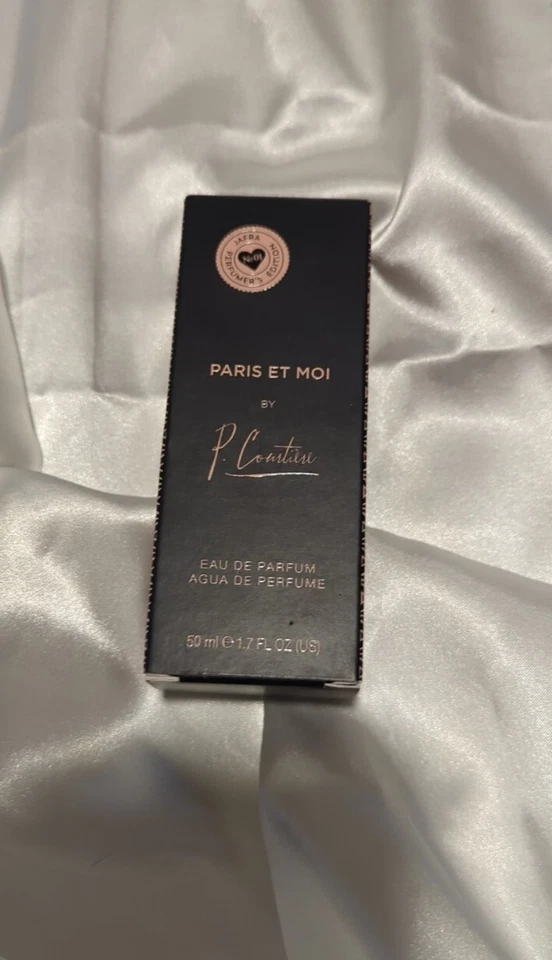 JAFRA
PERFUMER'S EDITION
№01
PARIS ET MOI
BY
P. Courtière
EAU DE PARFUM
AGUA DE PERFUME
50 ml ℮ 1.7 FL OZ (US)